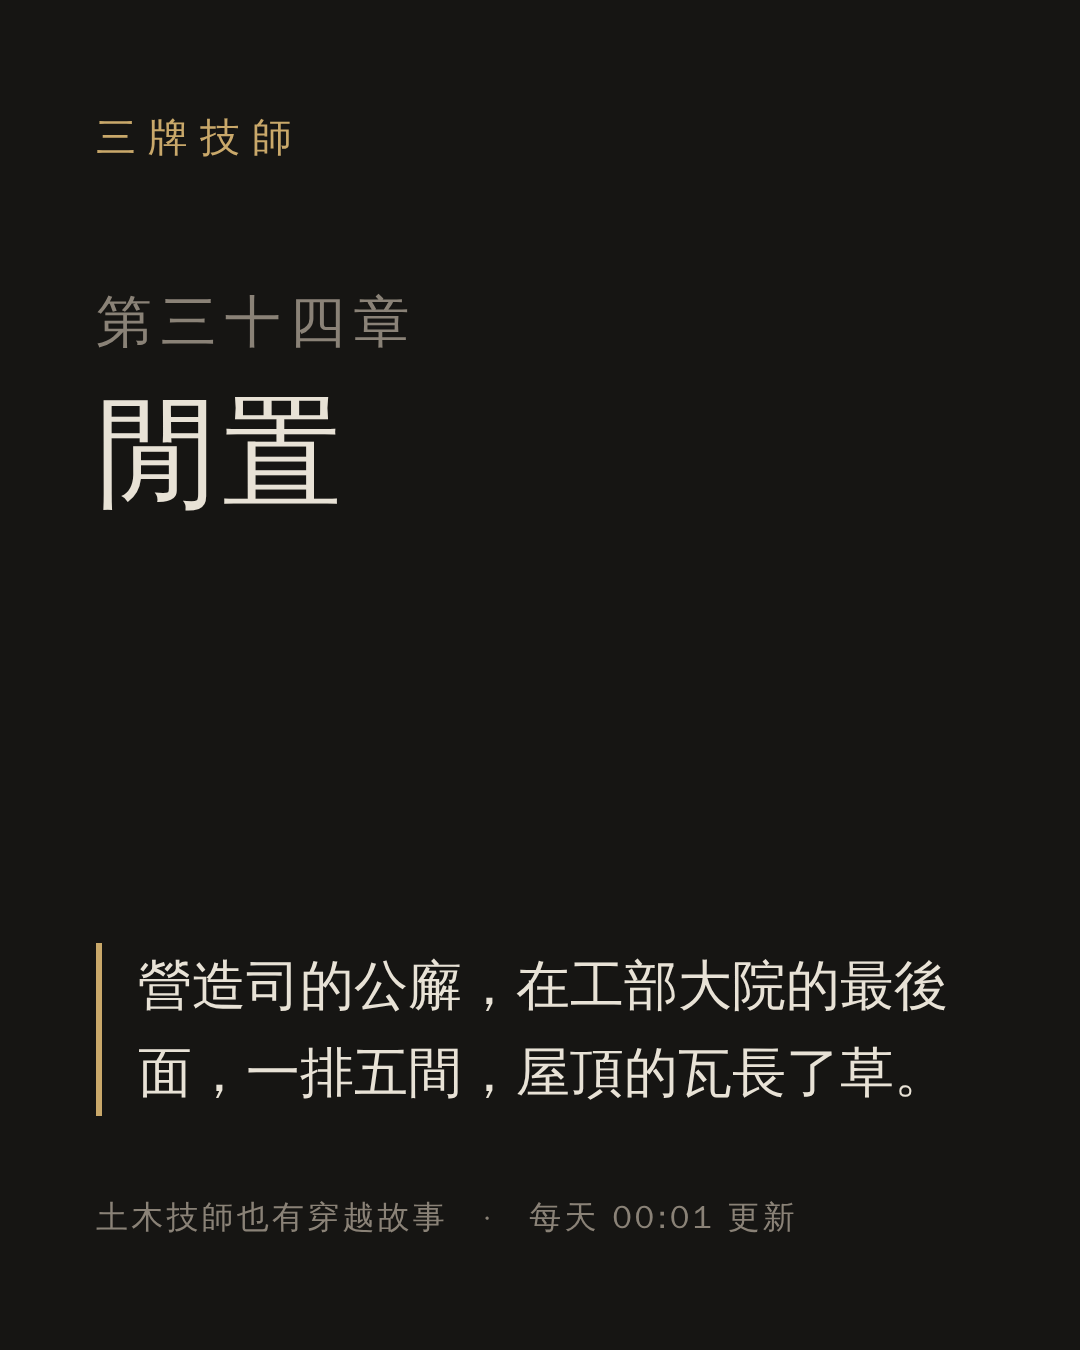 三牌技師
第三十四章
閒置
營造司的公廨，在工部大院的最後
面，一排五間，屋頂的瓦長了草。
土木技師也有穿越故事 · 每天 00:01 更新